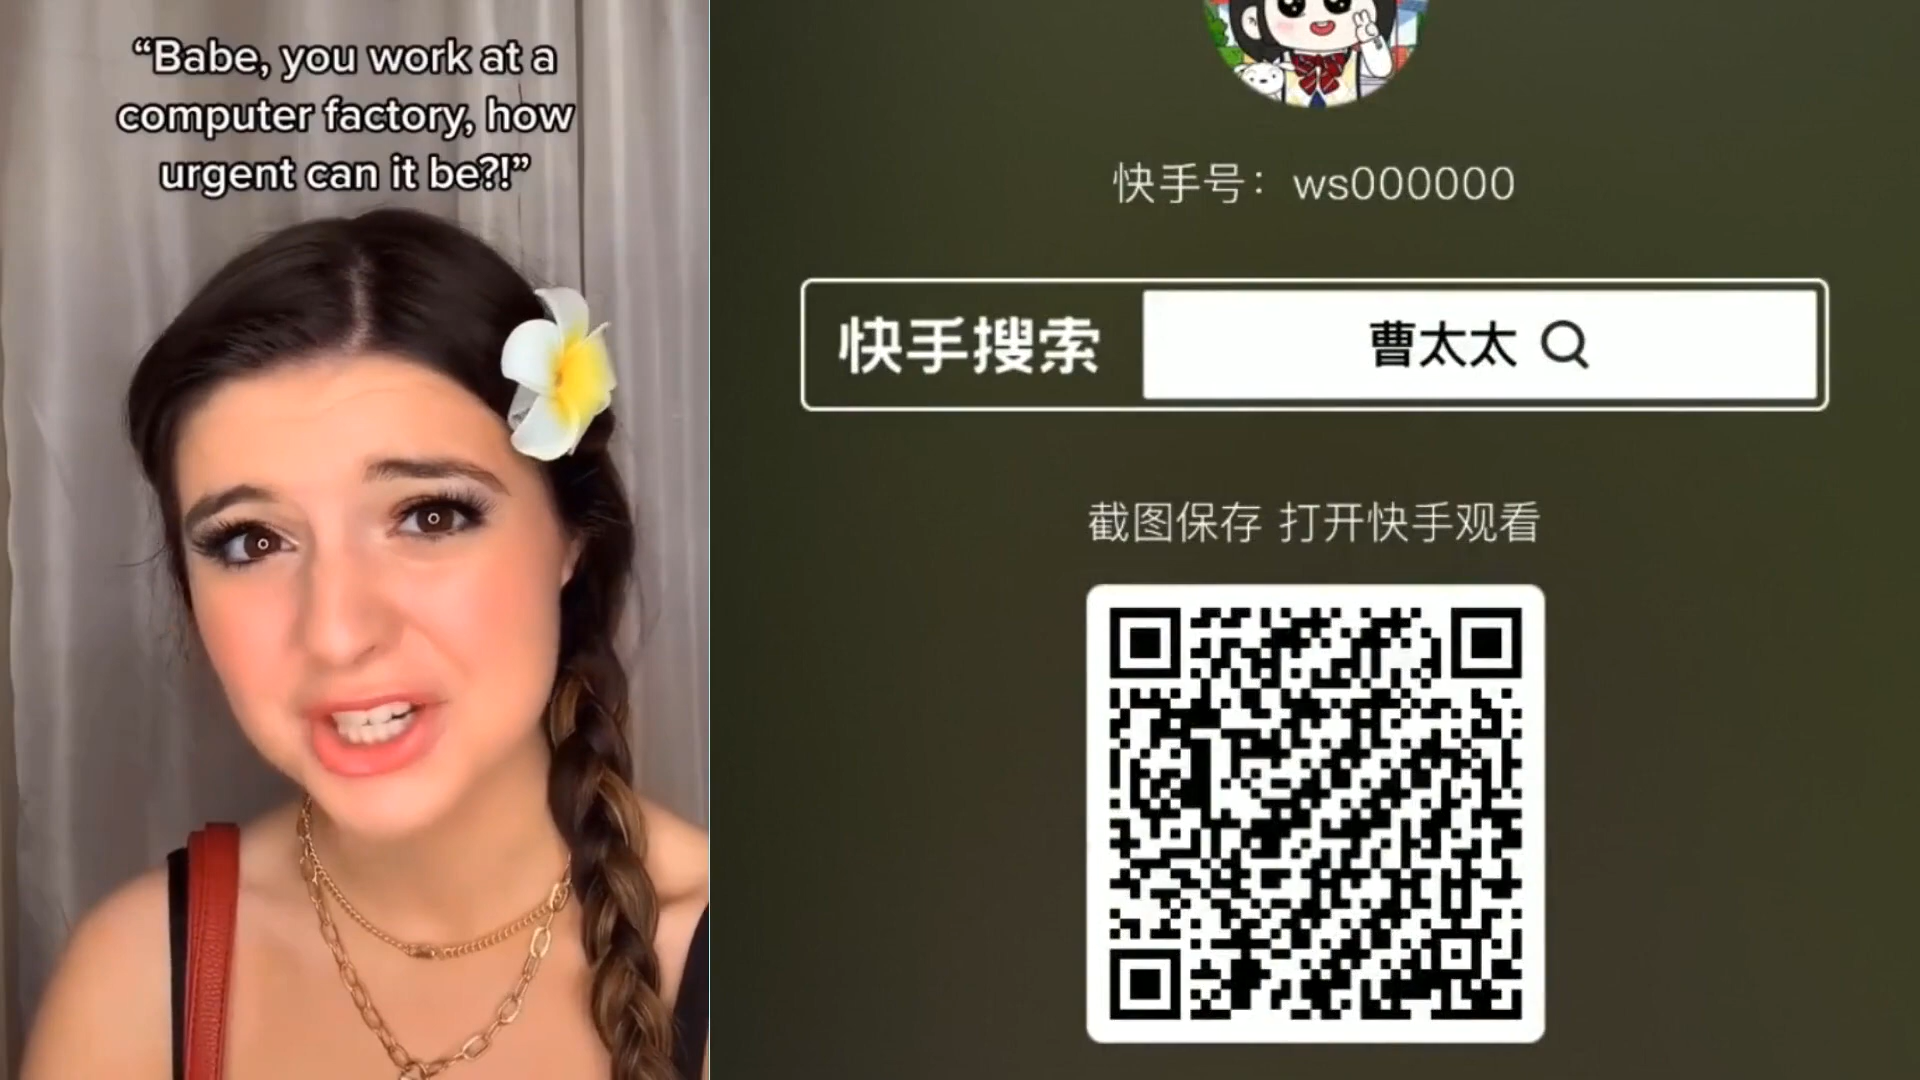 “Babe, you work at a
computer factory, how
urgent can it be?!”
快手号：ws000000
快手搜索 曹太太
截图保存 打开快手观看